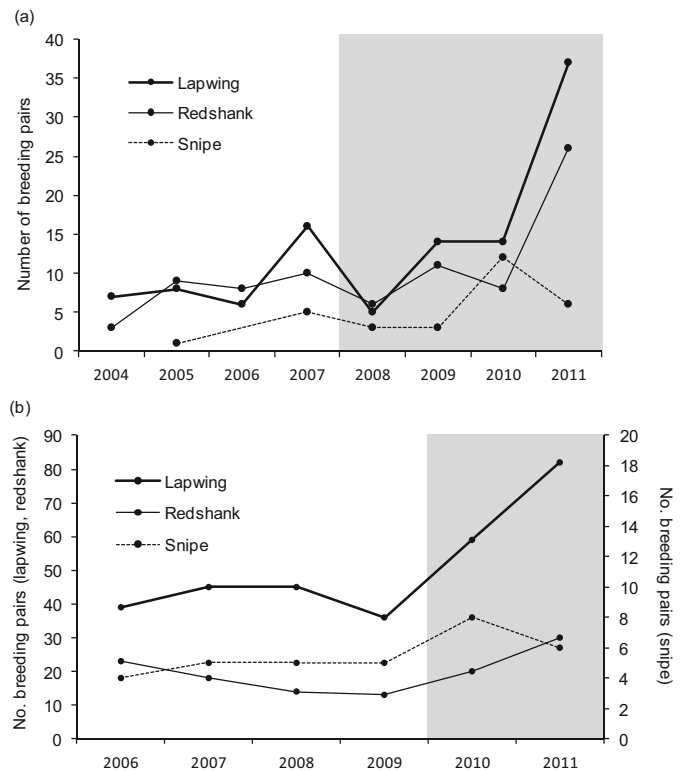 (a)
Number of breeding pairs
40
35
30
25
20
15
10
5
0
Lapwing
Redshank
Snipe
2004 2005 2006 2007 2008 2009 2010 2011
(b)
No. breeding pairs (lapwing, redshank)
90
80
70
60
50
40
30
20
10
0
Lapwing
Redshank
Snipe
20
18
16
14
12
10
8
6
4
2
0
No. breeding pairs (snipe)
2006 2007 2008 2009 2010 2011